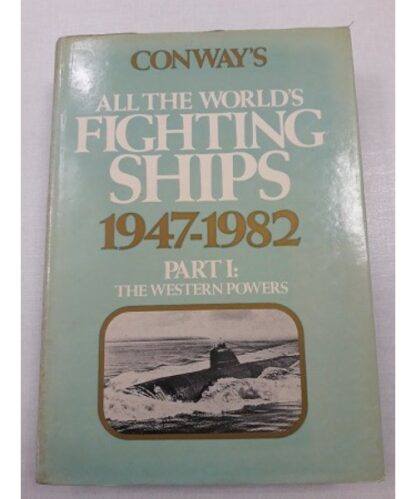 CONWAY'S
ALL THE WORLD'S
FIGHTING
SHIPS
1947-1982
PART I:
THE WESTERN POWERS